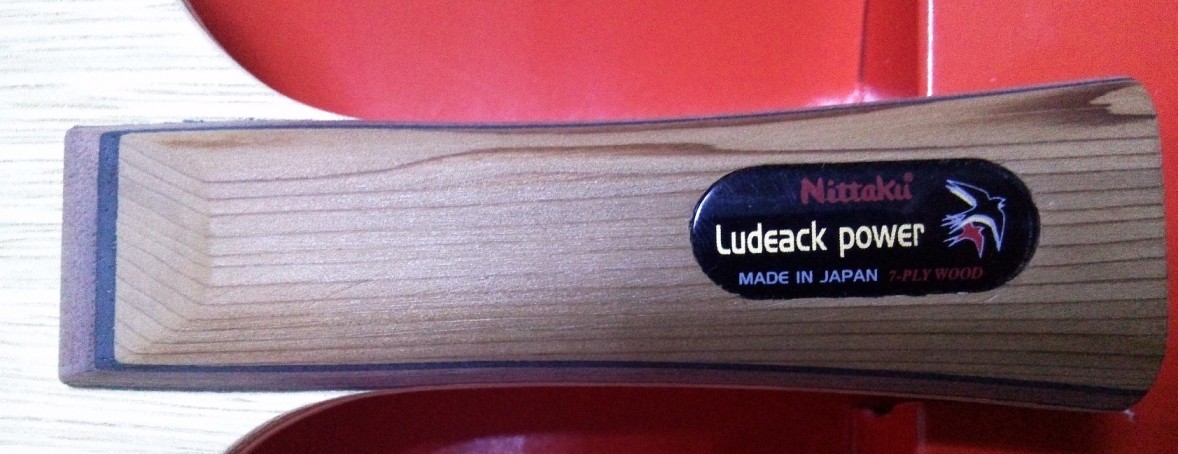 Nittaku®
Ludeack power
MADE IN JAPAN 7-PLY WOOD